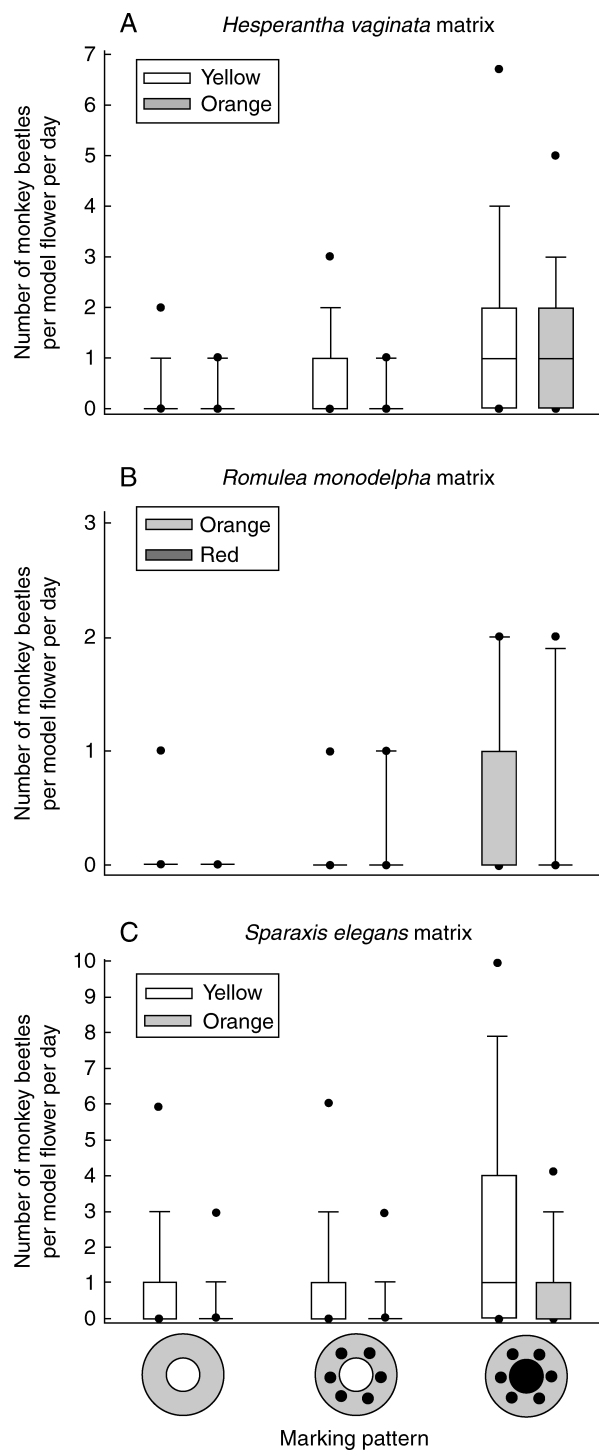 A
Hesperantha vaginata matrix
7
6
5
4
3
2
1
0
Number of monkey beetles
per model flower per day
Yellow
Orange
B
Romulea monodelpha matrix
3
2
1
0
Number of monkey beetles
per model flower per day
Orange
Red
C
Sparaxis elegans matrix
10
9
8
7
6
5
4
3
2
1
0
Number of monkey beetles
per model flower per day
Yellow
Orange
Marking pattern